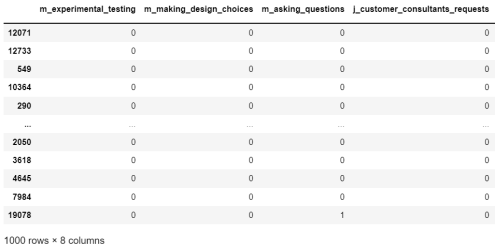 m_experimental_testing m_making_design_choices m_asking_questions j_customer_consultants_requests
12071 0 0 0 0
12733 0 0 0 0
549 0 0 0 0
10364 0 0 0 0
290 0 0 0 0
... ... ... ... ...
2050 0 0 0 0
3618 0 0 0 0
4645 0 0 0 0
7984 0 0 0 0
19078 0 0 1 0
1000 rows × 8 columns